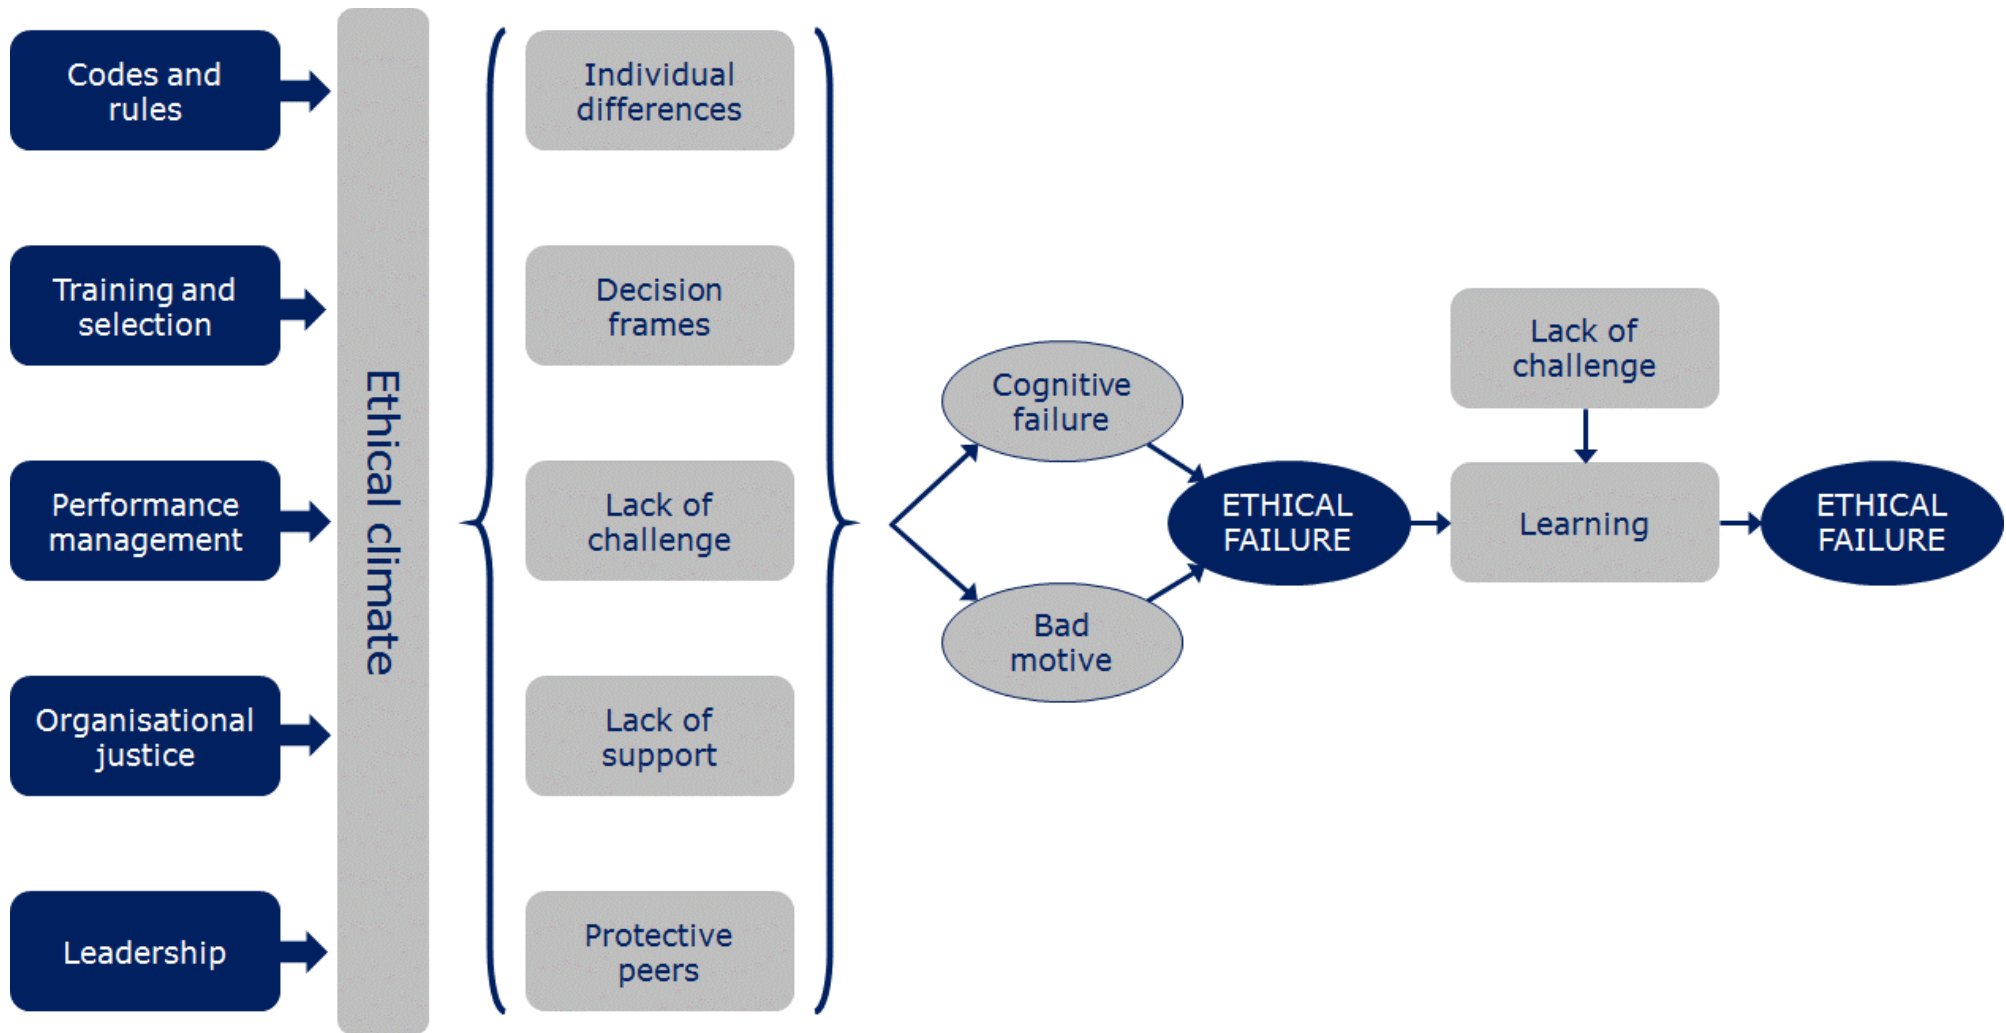 Codes and
rules
Training and
selection
Performance
management
Organisational
justice
Leadership
Ethical climate
Individual
differences
Decision
frames
Lack of
challenge
Lack of
support
Protective
peers
Cognitive
failure
Bad
motive
ETHICAL
FAILURE
Lack of
challenge
Learning
ETHICAL
FAILURE